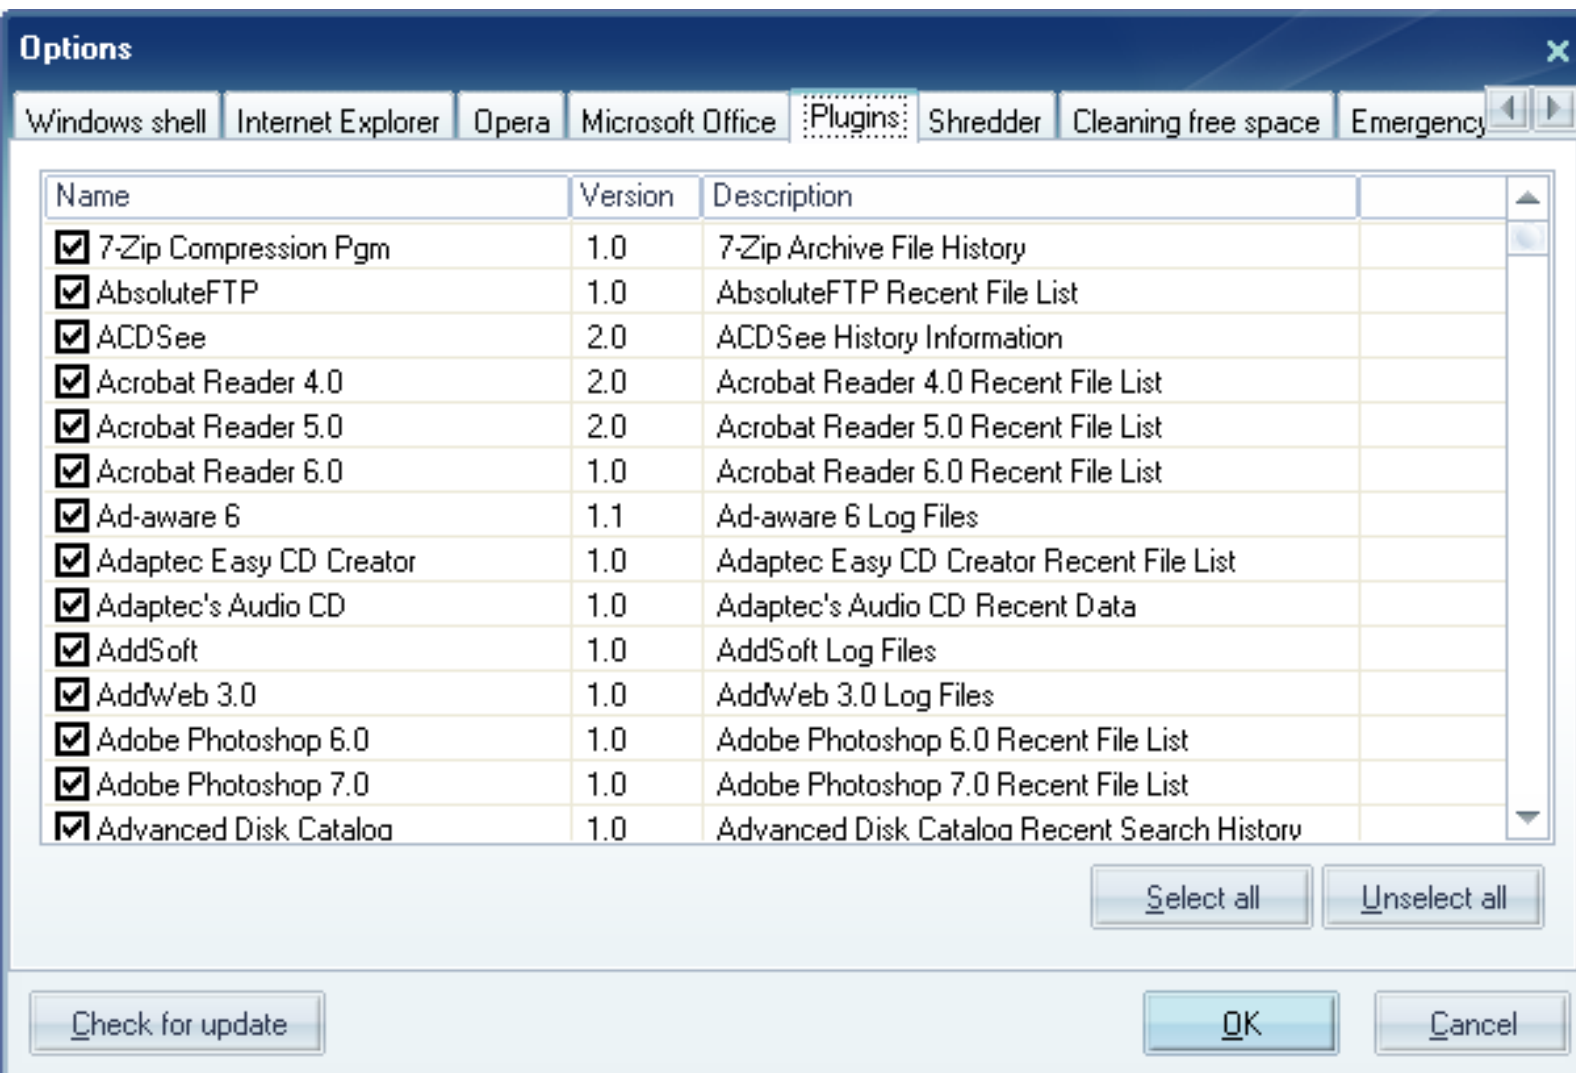 Options
Windows shell Internet Explorer Opera Microsoft Office Plugins Shredder Cleaning free space Emergency
Name Version Description
7-Zip Compression Pgm 1.0 7-Zip Archive File History
AbsoluteFTP 1.0 AbsoluteFTP Recent File List
ACDSee 2.0 ACDSee History Information
Acrobat Reader 4.0 2.0 Acrobat Reader 4.0 Recent File List
Acrobat Reader 5.0 2.0 Acrobat Reader 5.0 Recent File List
Acrobat Reader 6.0 1.0 Acrobat Reader 6.0 Recent File List
Ad-aware 6 1.1 Ad-aware 6 Log Files
Adaptec Easy CD Creator 1.0 Adaptec Easy CD Creator Recent File List
Adaptec's Audio CD 1.0 Adaptec's Audio CD Recent Data
AddSoft 1.0 AddSoft Log Files
AddWeb 3.0 1.0 AddWeb 3.0 Log Files
Adobe Photoshop 6.0 1.0 Adobe Photoshop 6.0 Recent File List
Adobe Photoshop 7.0 1.0 Adobe Photoshop 7.0 Recent File List
Advanced Disk Catalog 1.0 Advanced Disk Catalog Recent Search History
Select all Unselect all
Check for update OK Cancel